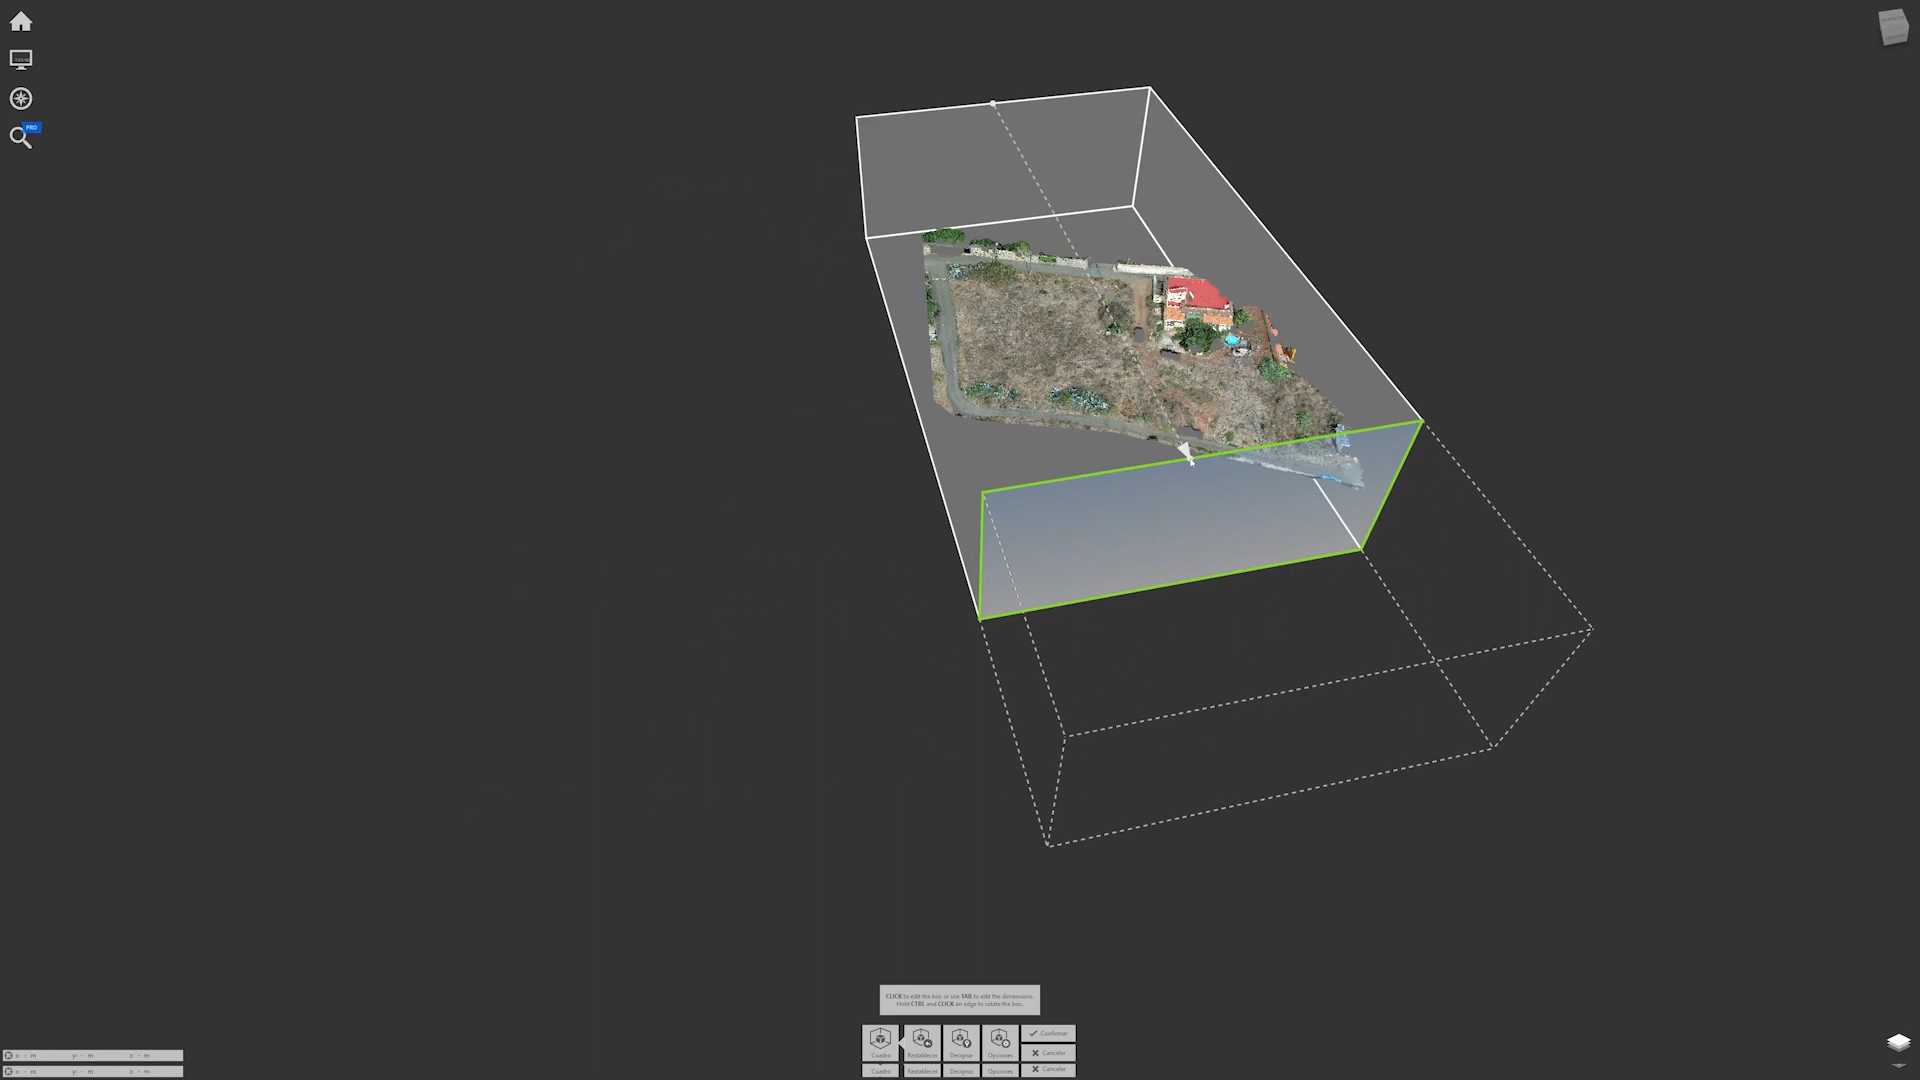 PRO
CLICK to edit the box or use TAB to edit the dimensions.
Hold CTRL and CLICK an edge to rotate the box.
Cuadro
Restablecer
Designar
Opciones
Confirmar
Cancelar
Cuadro
Restablecer
Designar
Opciones
Cancelar
x: - m y: - m z: - m
x: - m y: - m z: - m